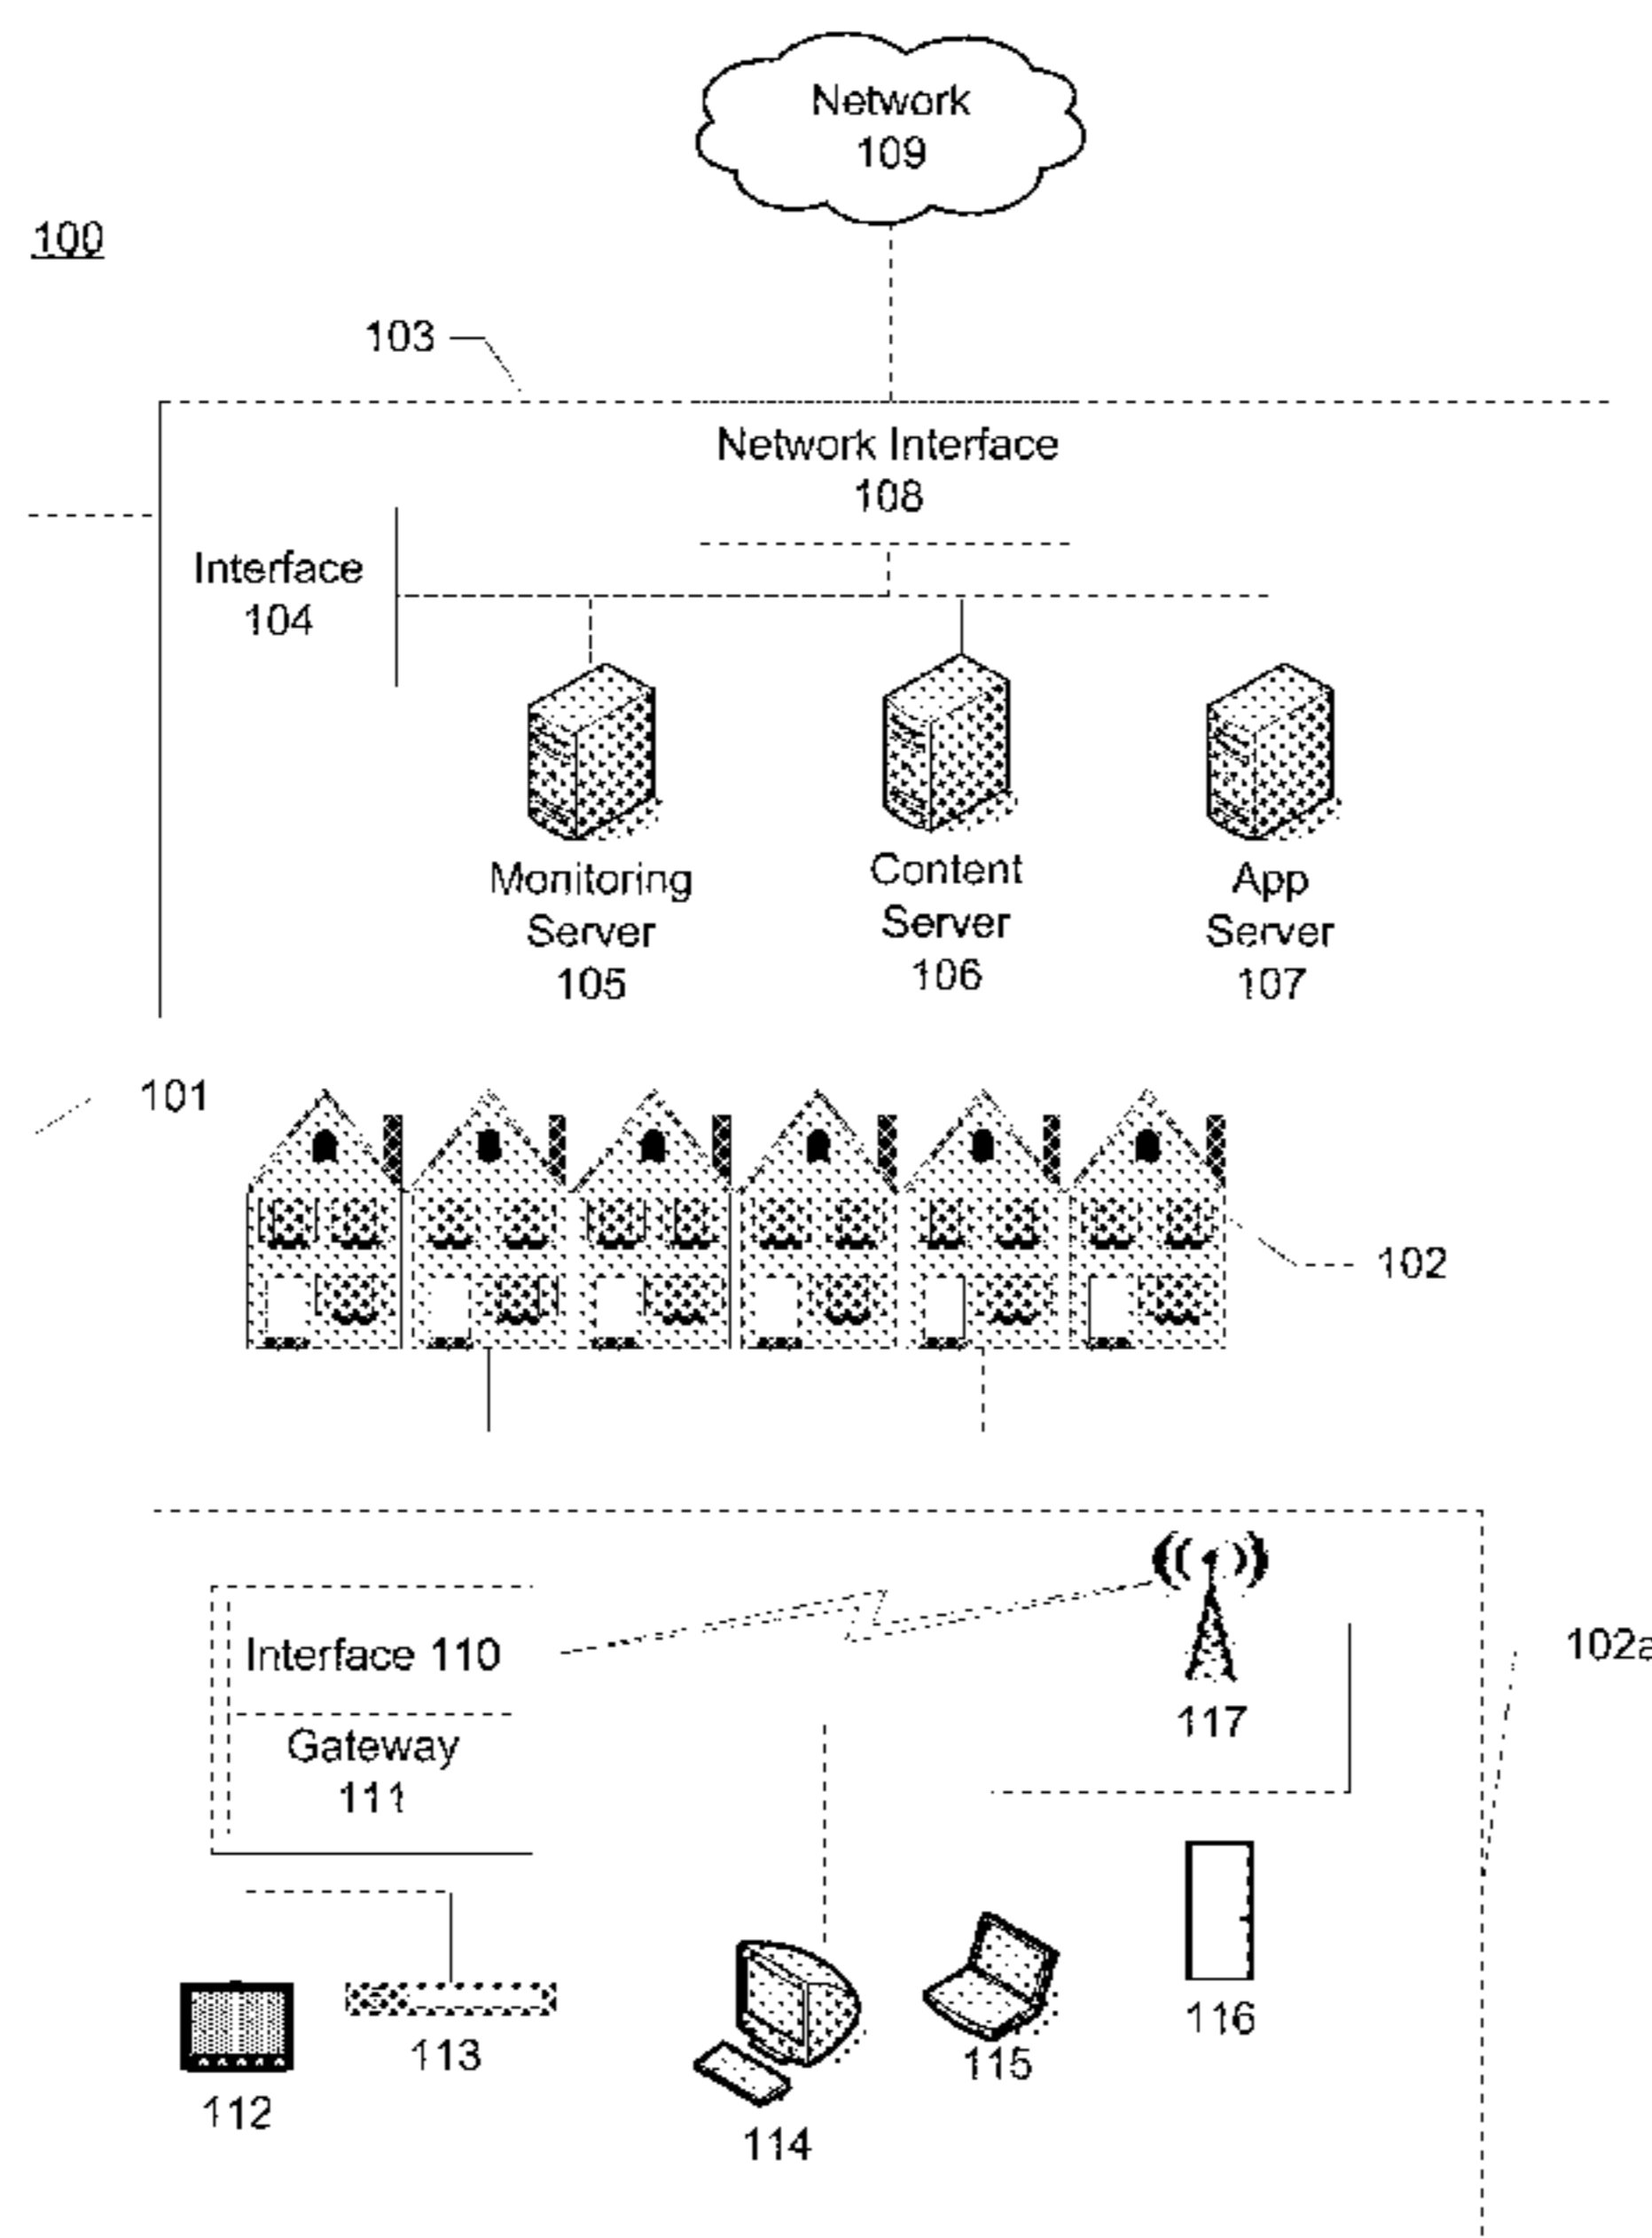 Network
109
100
103
Network Interface
108
Interface
104
Monitoring
Server
105
Content
Server
106
App
Server
107
101
102
Interface 110
102a
117
Gateway
111
116
113
115
112
114